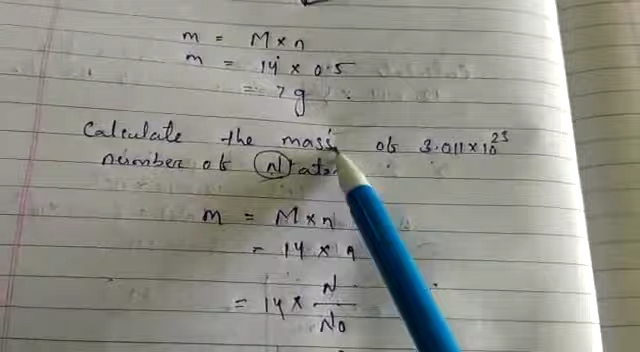 m = M × n
m = 14 × 0.5
= 7 g
Calculate the mass of 3.011×10²³
number of N
m = M × n
= 14 × n
= 14 × N/N₀